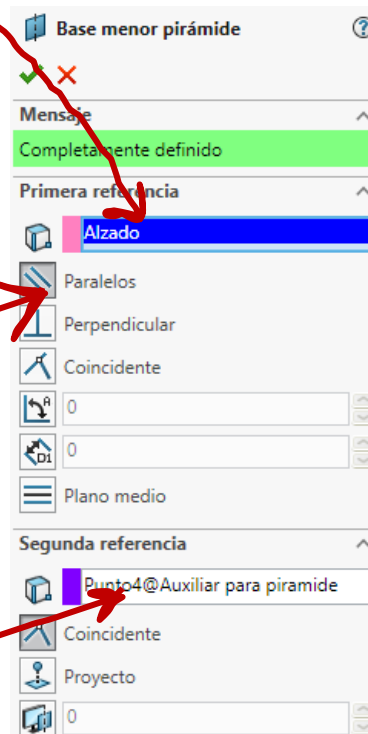 Base menor pirámide
Mensaje
Completamente definido
Primera referencia
Alzado
Paralelos
Perpendicular
Coincidente
0
0
Plano medio
Segunda referencia
Punto4@Auxiliar para piramide
Coincidente
Proyecto
0